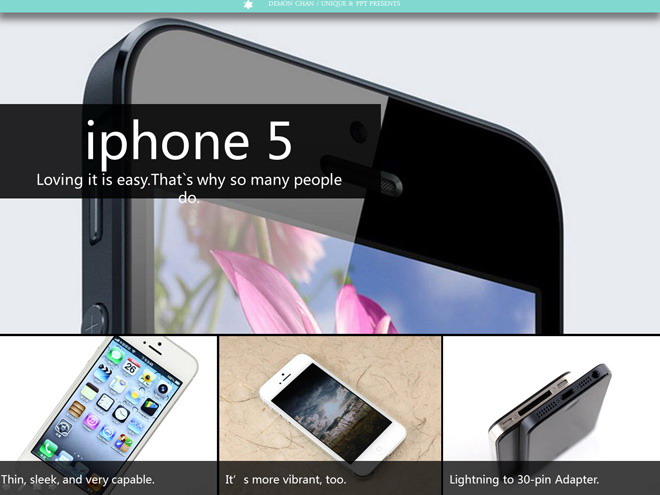 DEMON CHAN / UNIQUE & PPT PRESENTS
iphone 5
Loving it is easy.That`s why so many people
do.
26
Thin, sleek, and very capable.
It's more vibrant, too.
Lightning to 30-pin Adapter.